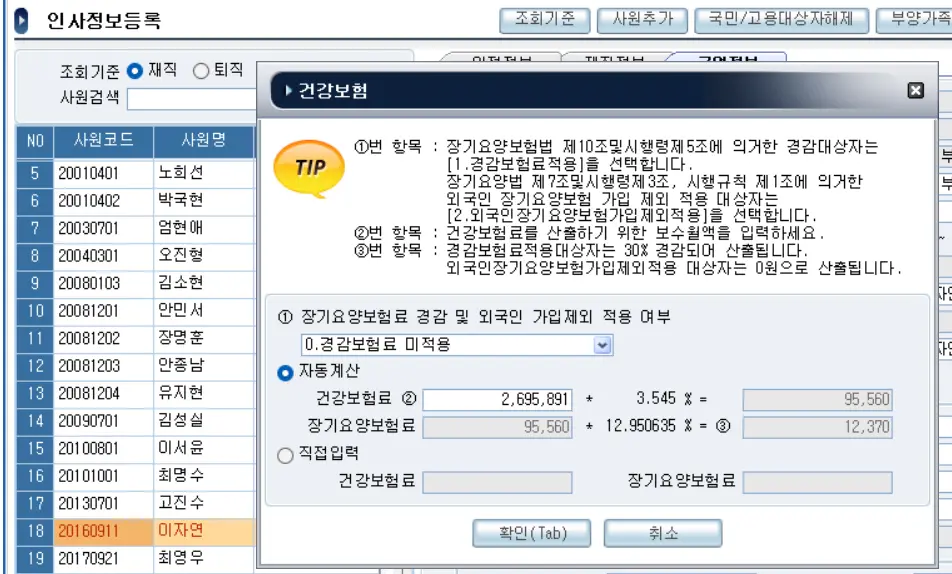 인사정보등록
조회기준 사원추가 국민/고용대상자해제 부양가족
조회기준 재직 퇴직
사원검색
건강보험
NO 사원코드 사원명
5 20010401 노희선
6 20010402 박국현
7 20030701 엄현애
8 20040301 오진형
9 20080103 김소현
10 20081201 안민서
11 20081202 장명훈
12 20081203 안종남
13 20081204 유지현
14 20090701 김성실
15 20100801 이서윤
16 20101001 최명수
17 20130701 고진수
18 20160911 이자연
19 20170921 최영우
TIP
①번 항목 : 장기요양보험법 제10조및시행령제5조에 의거한 경감대상자는
[1.경감보험료적용]을 선택합니다.
장기요양법 제7조및시행령제3조, 시행규칙 제1조에 의거한
외국인 장기요양보험 가입 제외 적용 대상자는
[2.외국인장기요양보험가입제외적용]을 선택합니다.
②번 항목 : 건강보험료를 산출하기 위한 보수월액을 입력하세요.
③번 항목 : 경감보험료적용대상자는 30% 경감되어 산출됩니다.
외국인장기요양보험가입제외적용 대상자는 0원으로 산출됩니다.
① 장기요양보험료 경감 및 외국인 가입제외 적용 여부
0.경감보험료 미적용
자동계산
건강보험료 ② 2,695,891 * 3.545 % = 95,560
장기요양보험료 95,560 * 12.950635 % = ③ 12,370
직접입력
건강보험료 장기요양보험료
확인(Tab) 취소